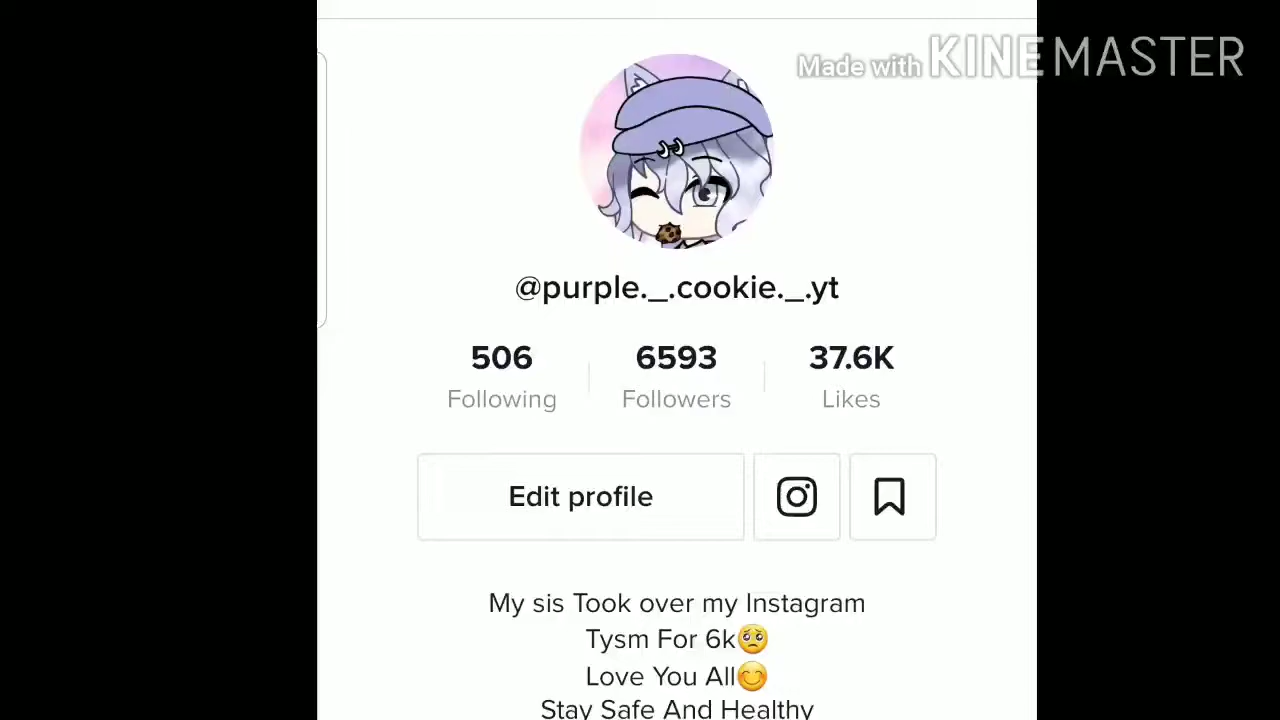 Made with KINEMASTER
@purple._.cookie._.yt
506 6593 37.6K
Following Followers Likes
Edit profile
My sis Took over my Instagram
Tysm For 6k🥺
Love You All😊
Stay Safe And Healthy